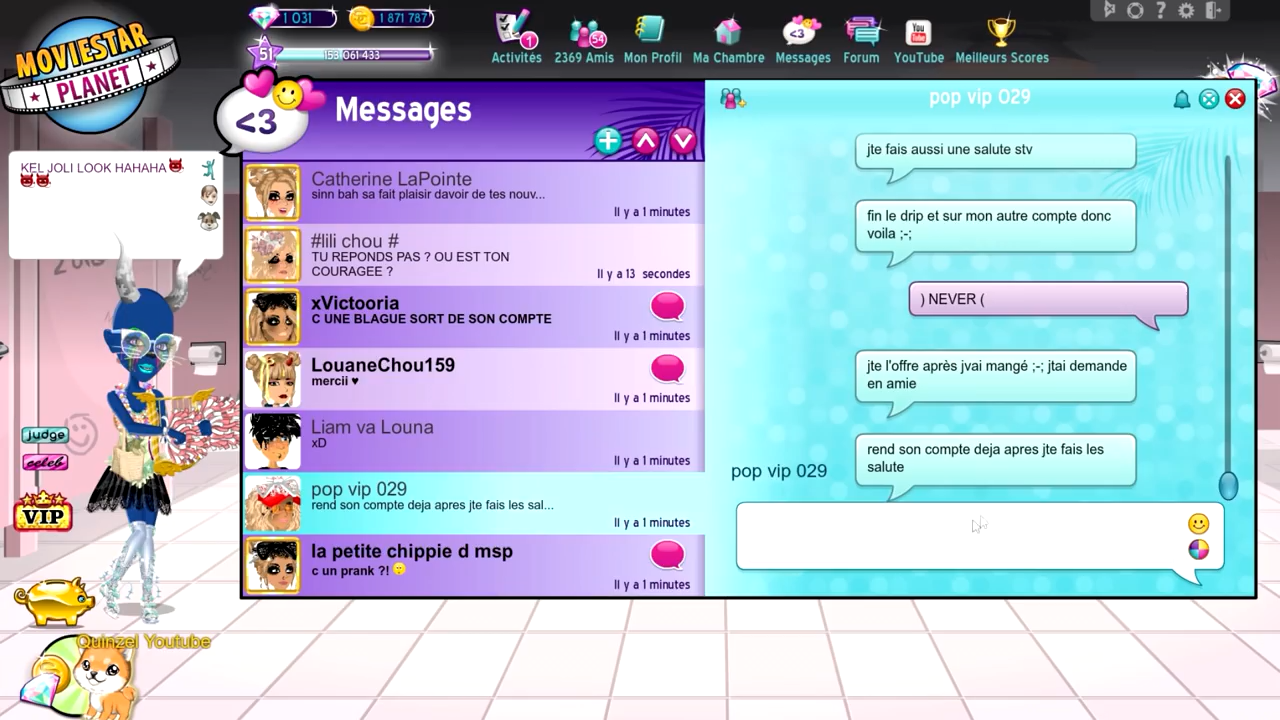 MOVIESTAR
PLANET
1 031
1 871 787
51
153 061 433
1
Activités
54
2369 Amis
Mon Profil
Ma Chambre
<3
Messages
Forum
You
Tube
YouTube
Meilleurs Scores
<3
Messages
Catherine LaPointe
sinn bah sa fait plaisir davoir de tes nouv...
Il y a 1 minutes
#lili chou #
TU REPONDS PAS ? OU EST TON
COURAGEE ?
Il y a 13 secondes
xVictooria
C UNE BLAGUE SORT DE SON COMPTE
Il y a 1 minutes
LouaneChou159
mercii ♥
Il y a 1 minutes
Liam va Louna
xD
Il y a 1 minutes
pop vip 029
rend son compte deja apres jte fais les sal...
Il y a 1 minutes
la petite chippie d msp
c un prank ?!
Il y a 1 minutes
pop vip 029
jte fais aussi une salute stv
fin le drip et sur mon autre compte donc
voila ;-;
) NEVER (
jte l'offre après jvai mangé ;-; jtai demande
en amie
rend son compte deja apres jte fais les
salute
pop vip 029
KEL JOLI LOOK HAHAHA
judge
celeb
VIP
Quinzel Youtube